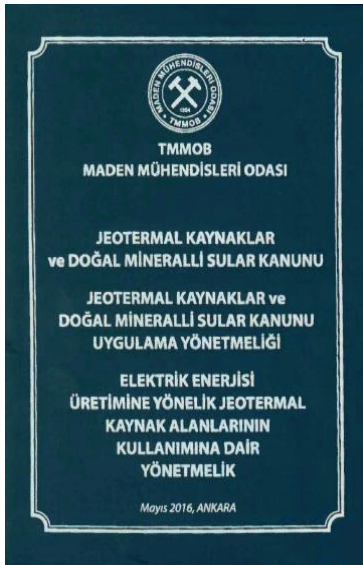 MADEN MÜHENDİSLERİ ODASI
1954
TMMOB
TMMOB
MADEN MÜHENDİSLERİ ODASI
JEOTERMAL KAYNAKLAR
ve DOĞAL MİNERALLİ SULAR KANUNU
JEOTERMAL KAYNAKLAR ve
DOĞAL MİNERALLİ SULAR KANUNU
UYGULAMA YÖNETMELİĞİ
ELEKTRİK ENERJİSİ
ÜRETİMİNE YÖNELİK JEOTERMAL
KAYNAK ALANLARININ
KULLANIMINA DAİR
YÖNETMELİK
Mayıs 2016, ANKARA